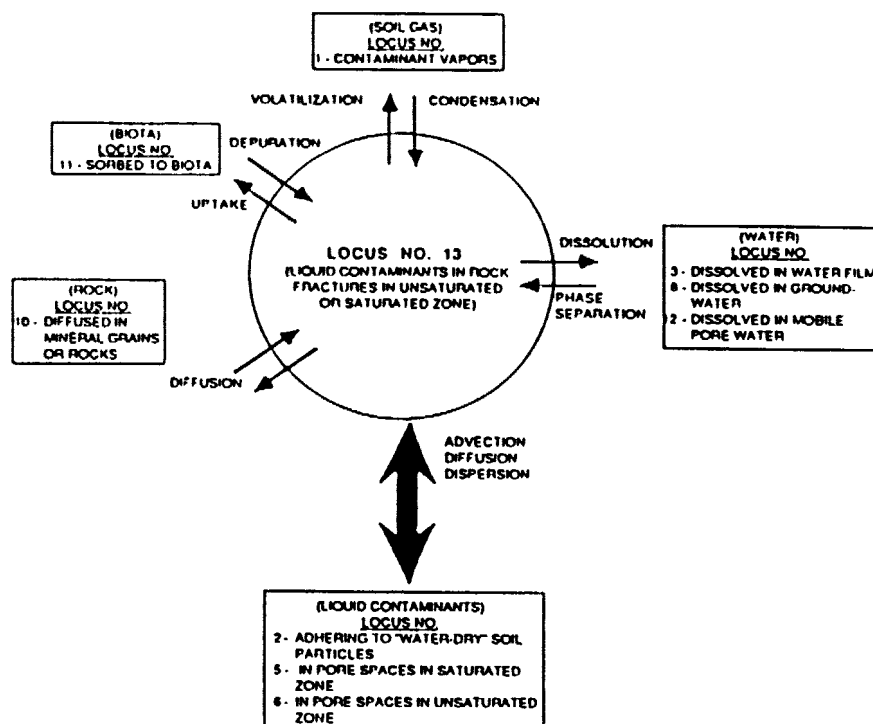 (SOIL GAS)
LOCUS NO.
1 - CONTAMINANT VAPORS
VOLATILIZATION
CONDENSATION
(BIOTA)
LOCUS NO
11 - SORBED TO BIOTA
DEPURATION
UPTAKE
LOCUS NO. 13
(LIQUID CONTAMINANTS IN ROCK
FRACTURES IN UNSATURATED
OR SATURATED ZONE)
DISSOLUTION
PHASE
SEPARATION
(WATER)
LOCUS NO
3 - DISSOLVED IN WATER FILM
8 - DISSOLVED IN GROUND-
WATER
12 - DISSOLVED IN MOBILE
PORE WATER
(ROCK)
LOCUS NO
10 - DIFFUSED IN
MINERAL GRAINS
OR ROCKS
DIFFUSION
ADVECTION
DIFFUSION
DISPERSION
(LIQUID CONTAMINANTS)
LOCUS NO
2 - ADHERING TO "WATER-DRY" SOIL
PARTICLES
5 - IN PORE SPACES IN SATURATED
ZONE
6 - IN PORE SPACES IN UNSATURATED
ZONE